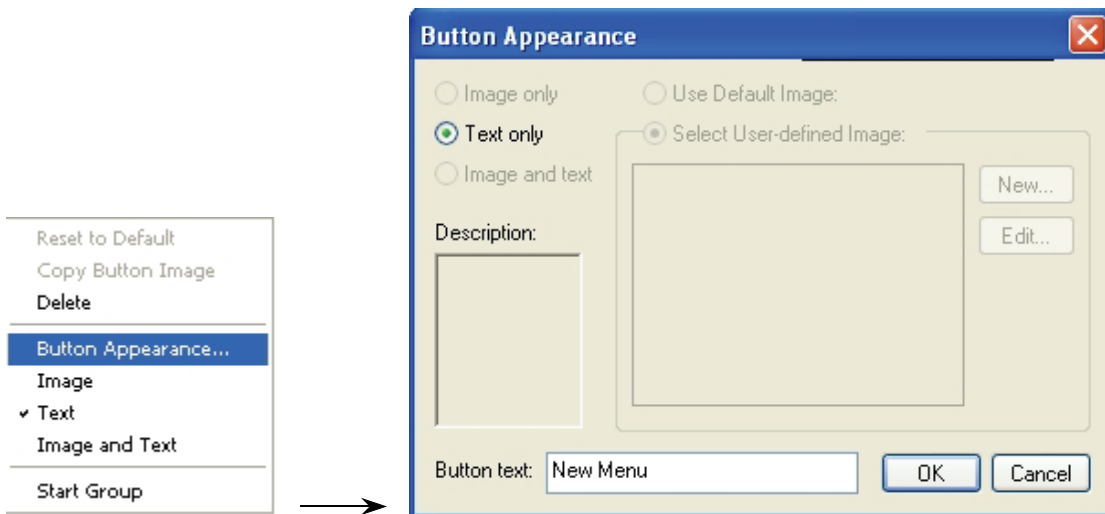 Reset to Default
Copy Button Image
Delete
Button Appearance...
Image
Text
Image and Text
Start Group
Button Appearance
Image only
Use Default Image:
Text only
Select User-defined Image:
Image and text
New...
Description:
Edit...
Button text: New Menu OK Cancel